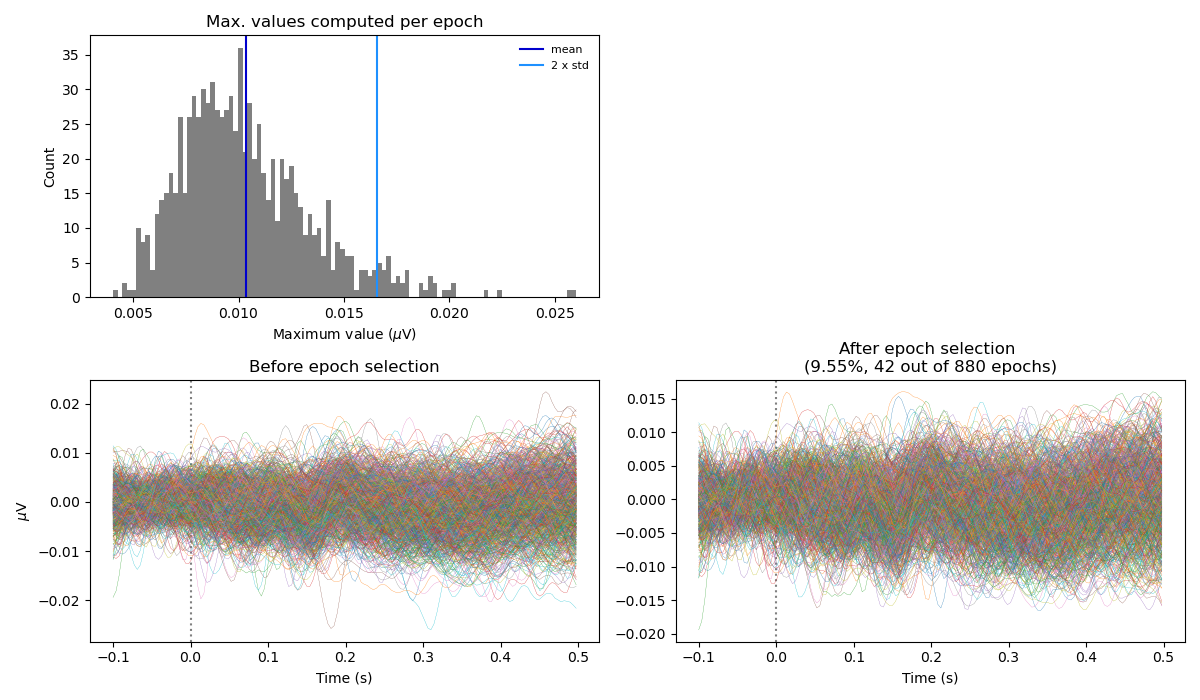 Max. values computed per epoch
mean
2 x std
35
30
25
20
15
10
5
0
Count
0.005 0.010 0.015 0.020 0.025
Maximum value (μV)
Before epoch selection
0.02
0.01
0.00
−0.01
−0.02
μV
−0.1 0.0 0.1 0.2 0.3 0.4 0.5
Time (s)
After epoch selection
(9.55%, 42 out of 880 epochs)
0.015
0.010
0.005
0.000
−0.005
−0.010
−0.015
−0.020
−0.1 0.0 0.1 0.2 0.3 0.4 0.5
Time (s)